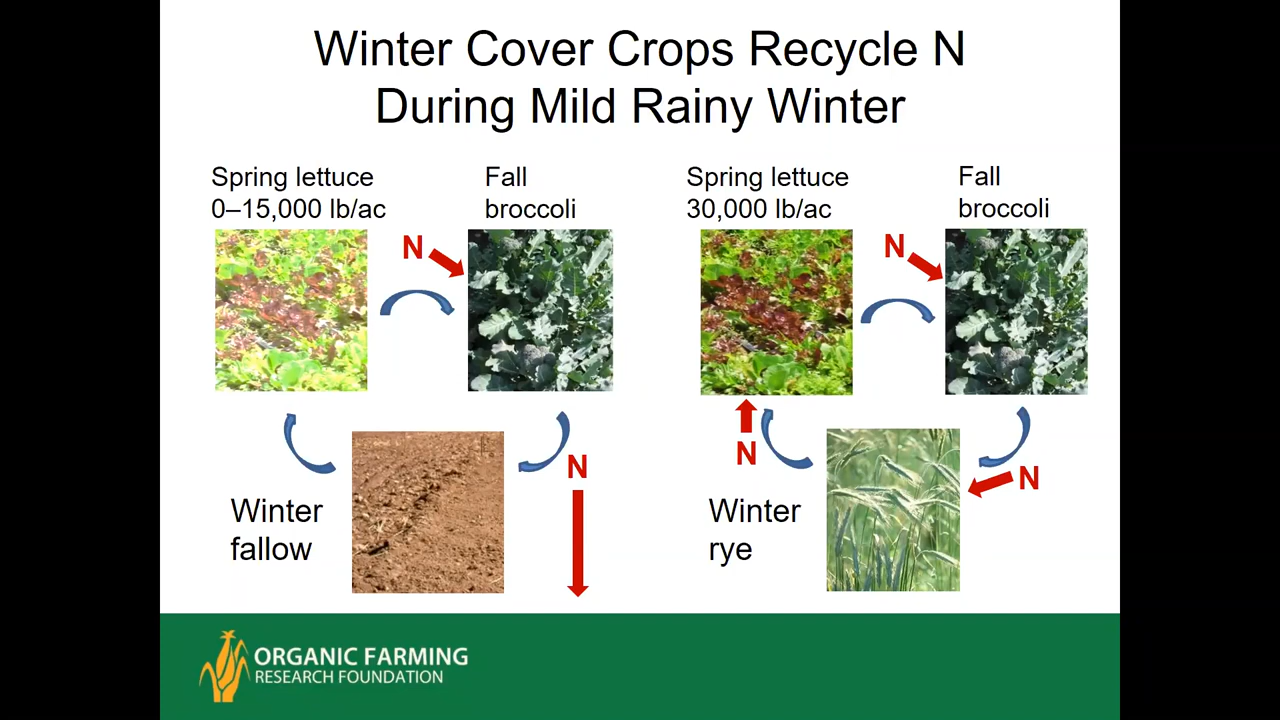 Winter Cover Crops Recycle N
During Mild Rainy Winter
Spring lettuce
0–15,000 lb/ac
Fall
broccoli
N
Winter
fallow
N
Spring lettuce
30,000 lb/ac
Fall
broccoli
N
N
Winter
rye
N
ORGANIC FARMING
RESEARCH FOUNDATION